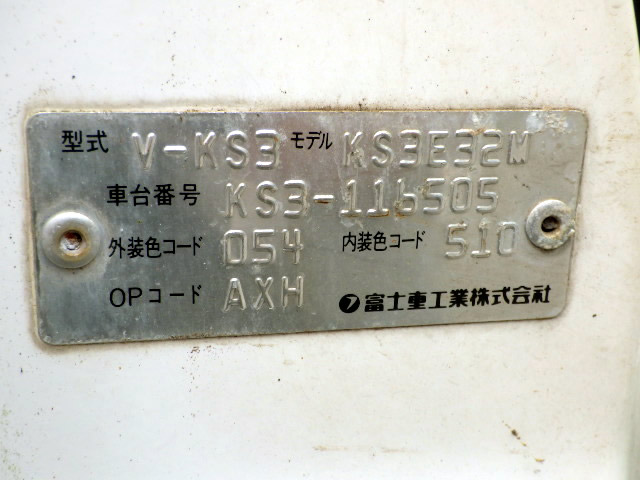 型式 V-KS3 モデル KS3E32M
車台番号 KS3-116505
外装色コード 054 内装色コード 510
OPコード AXH フ 富士重工業株式会社